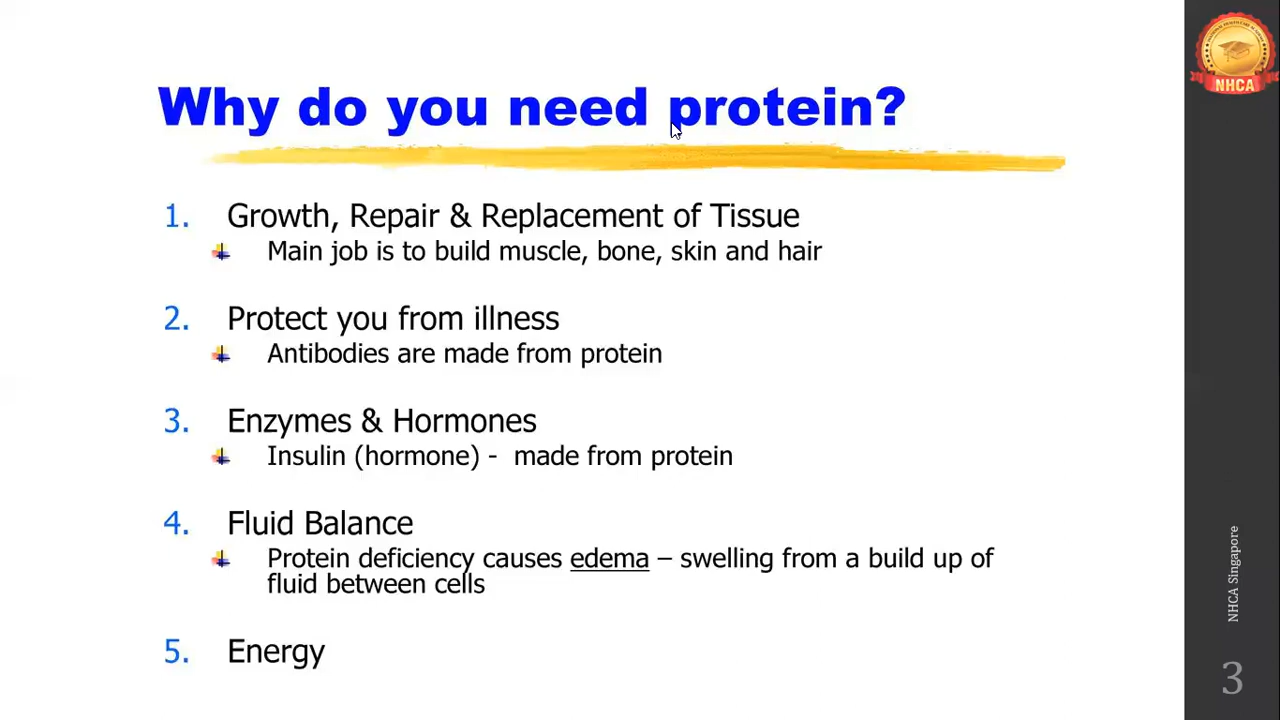 Why do you need protein?
1. Growth, Repair & Replacement of Tissue
Main job is to build muscle, bone, skin and hair
2. Protect you from illness
Antibodies are made from protein
3. Enzymes & Hormones
Insulin (hormone) - made from protein
4. Fluid Balance
Protein deficiency causes edema – swelling from a build up of
fluid between cells
5. Energy
NHCA
NHCA Singapore
3